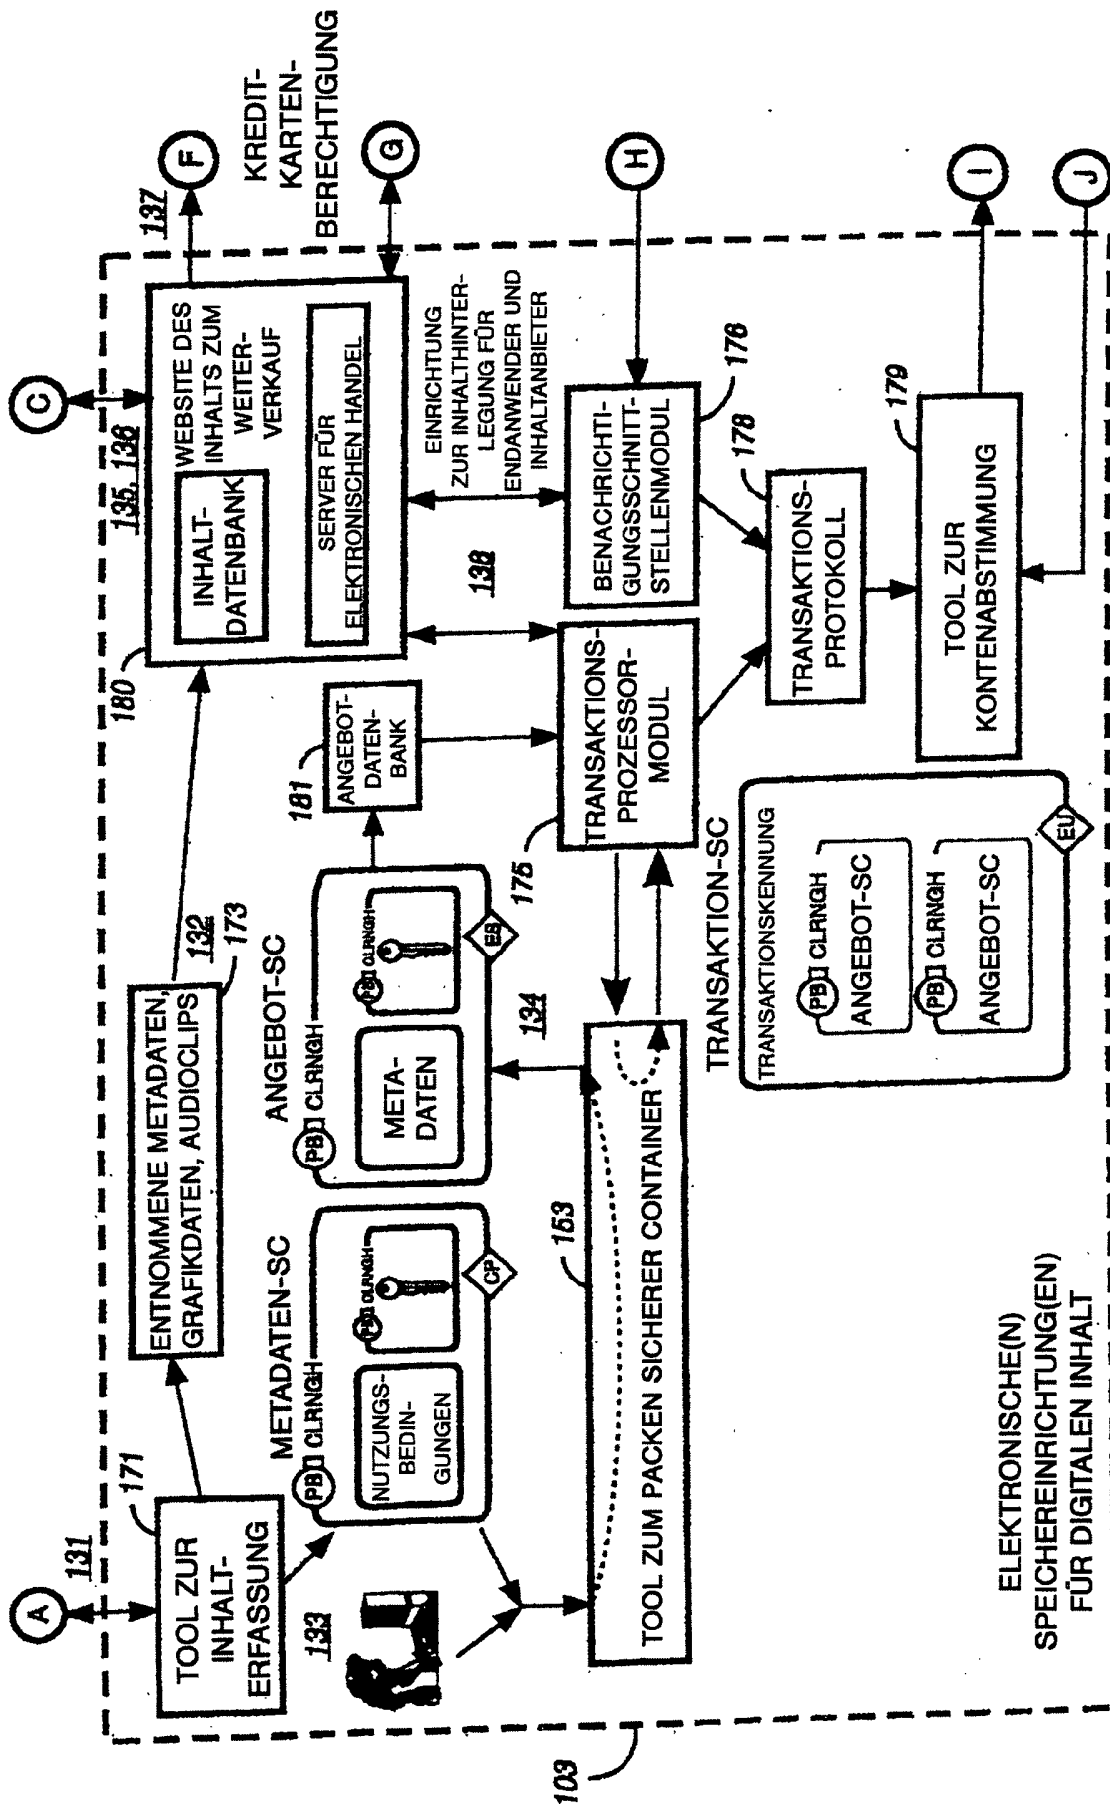 A
131
TOOL ZUR
INHALT-
ERFASSUNG
171
ENTNOMMENE METADATEN,
GRAFIKDATEN, AUDIOCLIPS
132
173
C
135, 136
180
WEBSITE DES
INHALTS ZUM
WEITER-
VERKAUF
INHALT-
DATENBANK
SERVER FÜR
ELEKTRONISCHEN HANDEL
137
F
KREDIT-
KARTEN-
BERECHTIGUNG
G
133
METADATEN-SC
PB CLRNGH
NUTZUNGS-
BEDIN-
GUNGEN
PB CLRNGH
CP
ANGEBOT-SC
PB CLRNGH
META-
DATEN
PB CLRNGH
ES
134
181
ANGEBOT-
DATEN-
BANK
138
EINRICHTUNG
ZUR INHALTHINTER-
LEGUNG FÜR
ENDANWENDER UND
INHALTANBIETER
153
TOOL ZUM PACKEN SICHERER CONTAINER
175
TRANSAKTIONS-
PROZESSOR-
MODUL
BENACHRICHTI-
GUNGSSCHNITT-
STELLENMODUL
176
H
TRANSAKTION-SC
TRANSAKTIONSKENNUNG
PB CLRNGH
ANGEBOT-SC
PB CLRNGH
ANGEBOT-SC
EU
178
TRANSAKTIONS-
PROTOKOLL
179
TOOL ZUR
KONTENABSTIMMUNG
I
J
ELEKTRONISCHE(N)
SPEICHEREINRICHTUNG(EN)
FÜR DIGITALEN INHALT
103